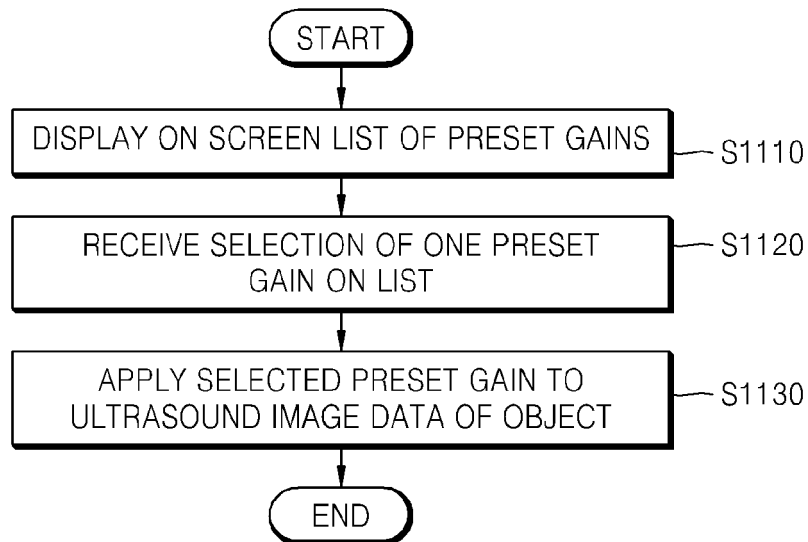 START
DISPLAY ON SCREEN LIST OF PRESET GAINS
S1110
RECEIVE SELECTION OF ONE PRESET
GAIN ON LIST
S1120
APPLY SELECTED PRESET GAIN TO
ULTRASOUND IMAGE DATA OF OBJECT
S1130
END